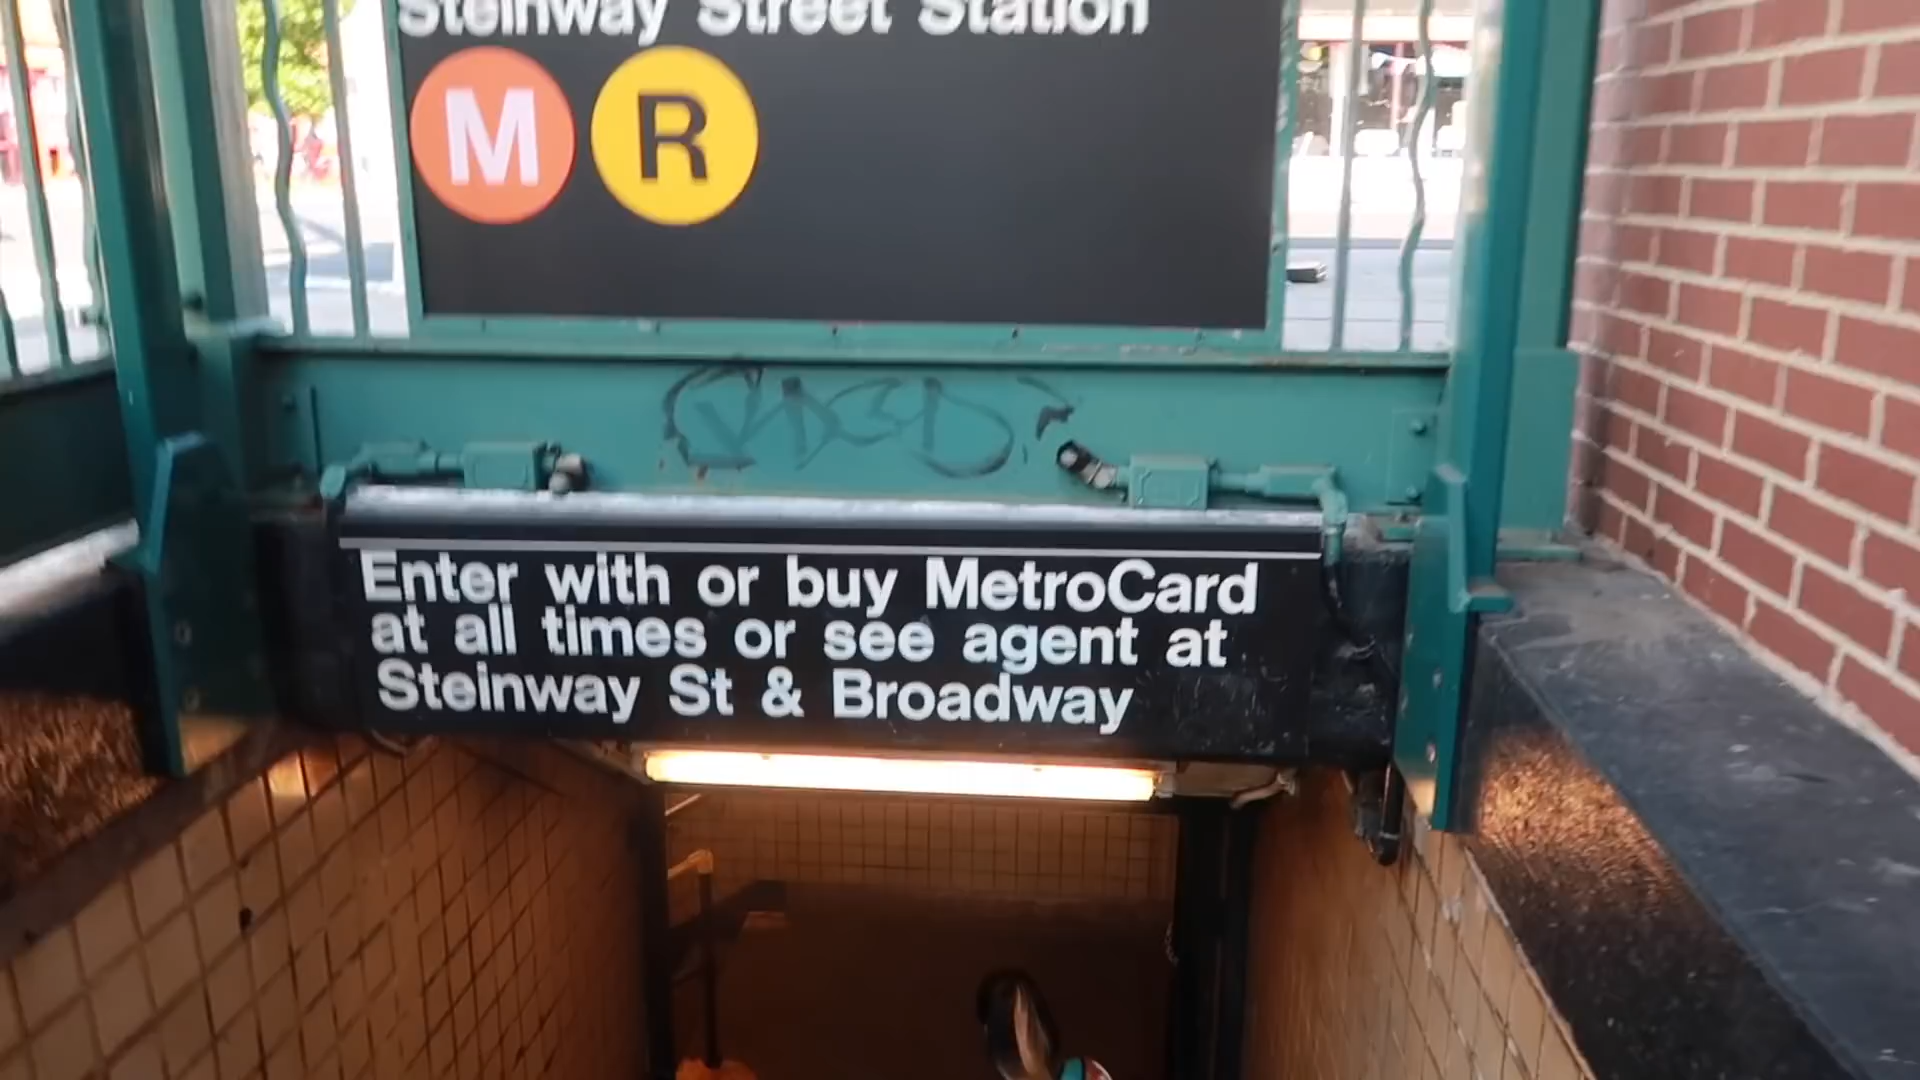 Steinway Street Station
M R
Enter with or buy MetroCard
at all times or see agent at
Steinway St & Broadway